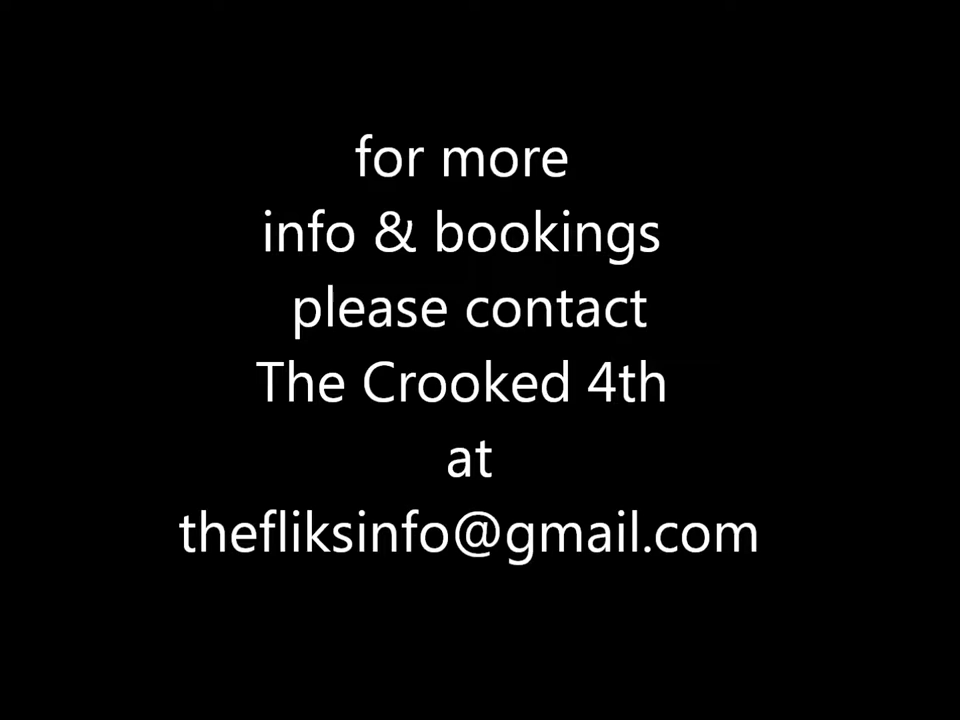 for more
info & bookings
please contact
The Crooked 4th
at
thefliksinfo@gmail.com